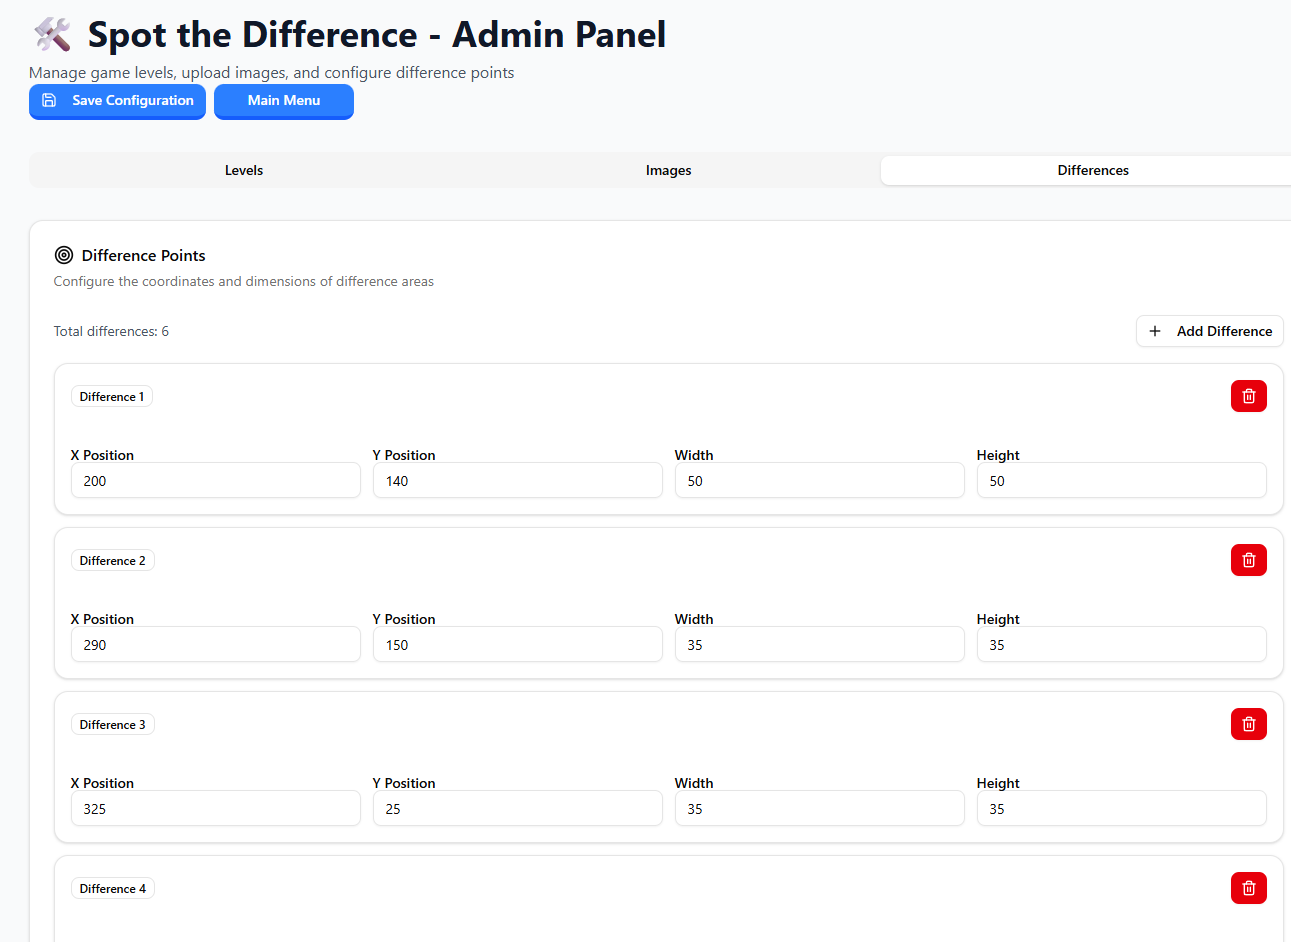 Spot the Difference - Admin Panel
Manage game levels, upload images, and configure difference points
Save Configuration Main Menu
Levels Images Differences
Difference Points
Configure the coordinates and dimensions of difference areas
Total differences: 6 Add Difference
Difference 1
X Position Y Position Width Height
200 140 50 50
Difference 2
X Position Y Position Width Height
290 150 35 35
Difference 3
X Position Y Position Width Height
325 25 35 35
Difference 4